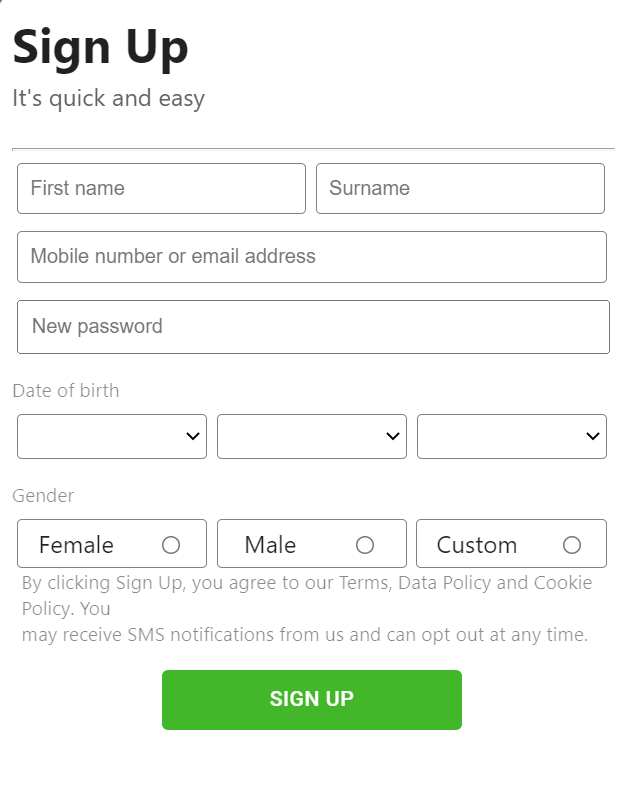 Sign Up
It's quick and easy
First name Surname
Mobile number or email address
New password
Date of birth
Gender
Female Male Custom
By clicking Sign Up, you agree to our Terms, Data Policy and Cookie
Policy. You
may receive SMS notifications from us and can opt out at any time.
SIGN UP